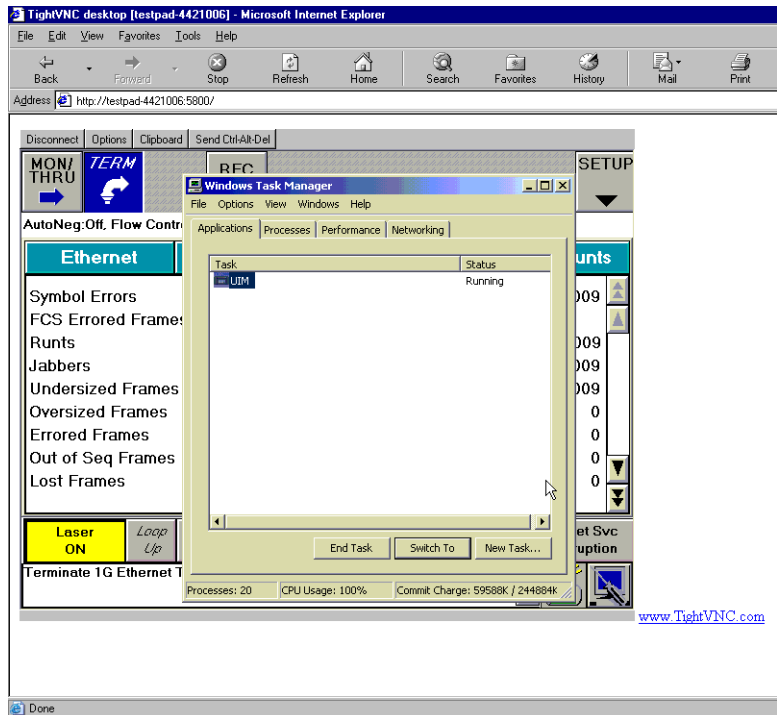 TightVNC desktop [testpad-4421006] - Microsoft Internet Explorer
File Edit View Favorites Tools Help
Back Forward Stop Refresh Home Search Favorites History Mail Print
Address http://testpad-4421006:5800/
Disconnect Options Clipboard Send Ctrl-Alt-Del
MON/ THRU TERM REC SETUP
Windows Task Manager
File Options View Windows Help
AutoNeg:Off, Flow Contr
Applications Processes Performance Networking
Ethernet unts
Task Status
UIM Running
Symbol Errors 009
FCS Errored Frames
Runts 009
Jabbers 009
Undersized Frames 009
Oversized Frames 0
Errored Frames 0
Out of Seq Frames 0
Lost Frames 0
Laser ON Loop Up et Svc uption
End Task Switch To New Task...
Terminate 1G Ethernet T
Processes: 20 CPU Usage: 100% Commit Charge: 59588K / 244884K
www.TightVNC.com
Done